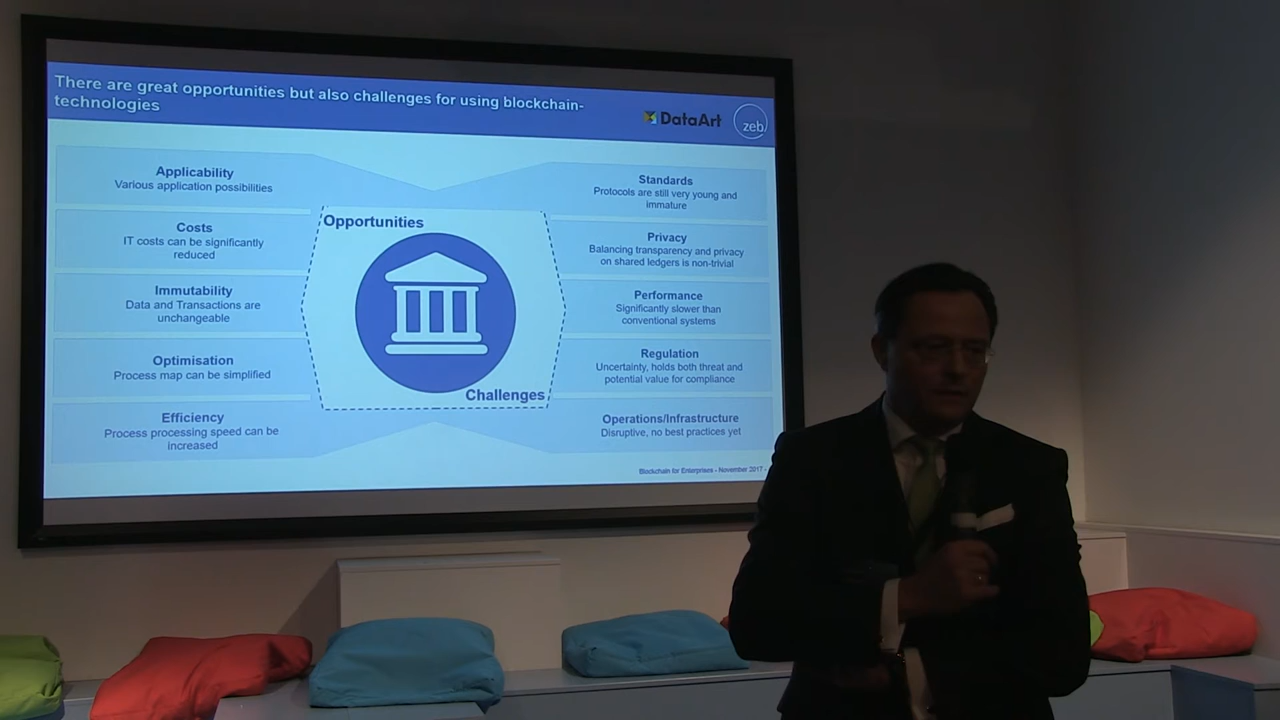 There are great opportunities but also challenges for using blockchain-
technologies
DataArt
zeb
Applicability
Various application possibilities
Costs
IT costs can be significantly
reduced
Immutability
Data and Transactions are
unchangeable
Optimisation
Process map can be simplified
Efficiency
Process processing speed can be
increased
Opportunities
Challenges
Standards
Protocols are still very young and
immature
Privacy
Balancing transparency and privacy
on shared ledgers is non-trivial
Performance
Significantly slower than
conventional systems
Regulation
Uncertainty, holds both threat and
potential value for compliance
Operations/Infrastructure
Disruptive, no best practices yet
Blockchain for Enterprises - November 2017 -